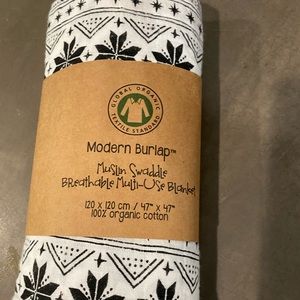 GLOBAL ORGANIC
TEXTILE STANDARD
Modern Burlap™
Muslin Swaddle
Breathable Multi-Use Blanket
120 x 120 cm / 47" x 47"
100% organic cotton